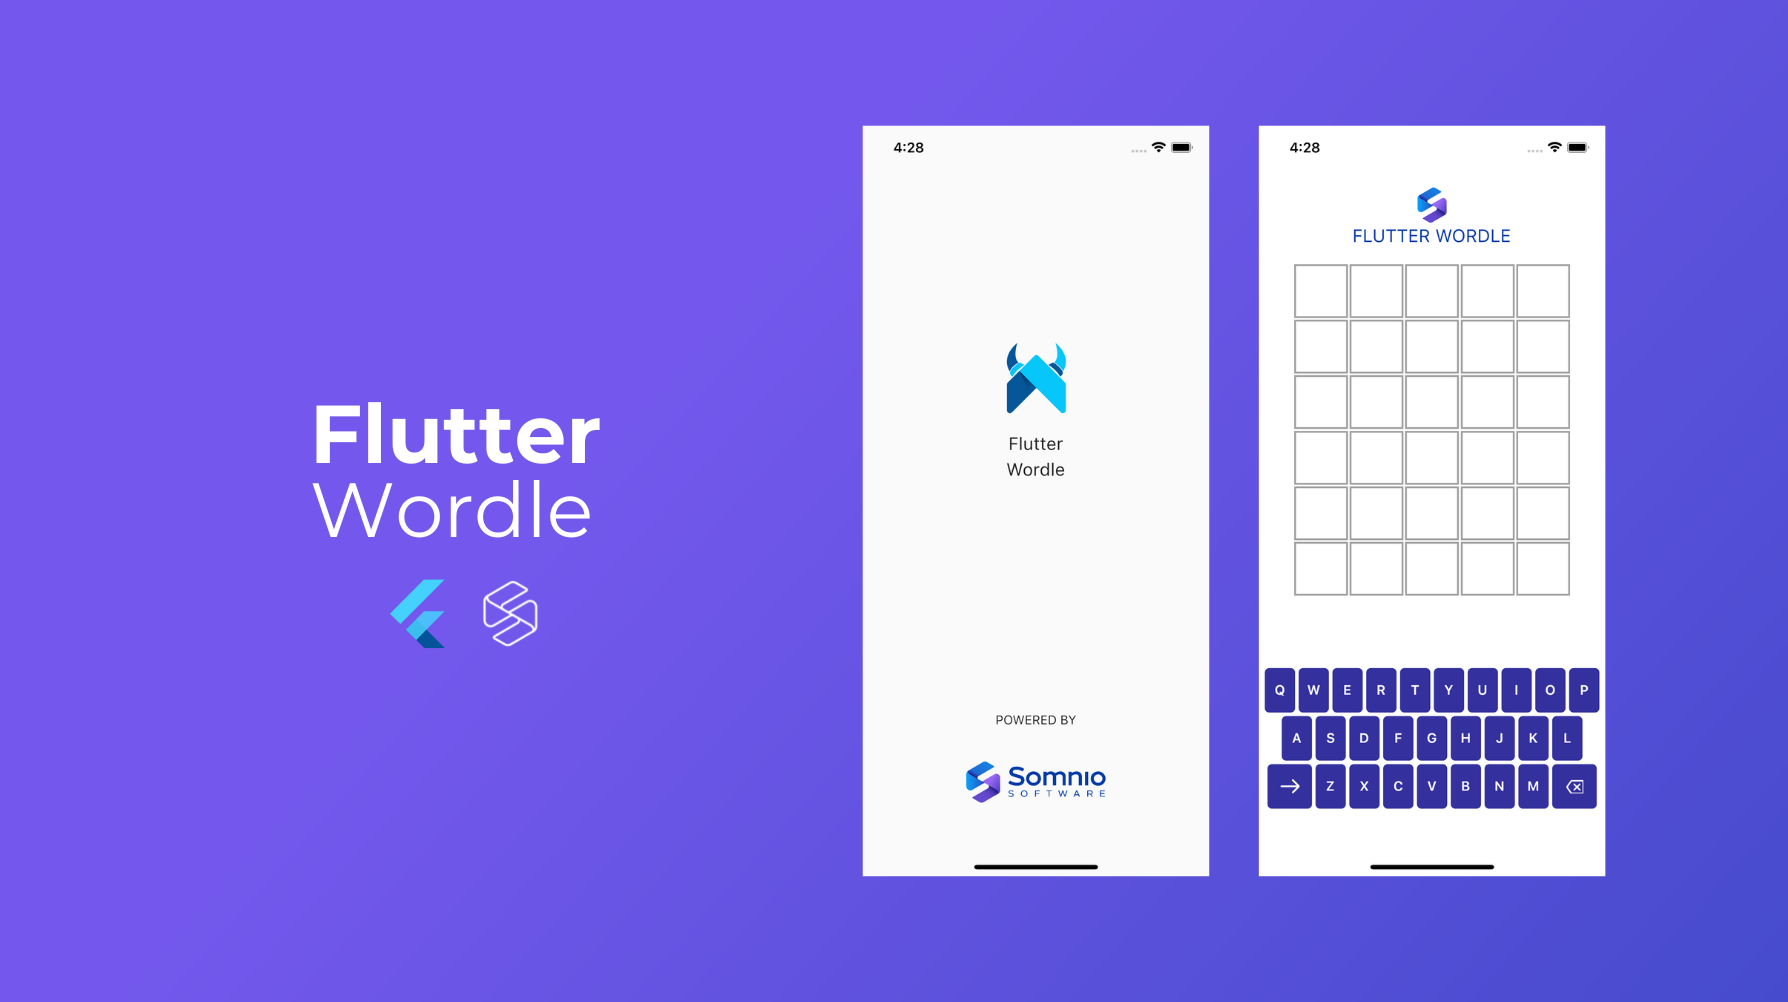 Flutter
Wordle
4:28
Flutter
Wordle
POWERED BY
Somnio
SOFTWARE
4:28
FLUTTER WORDLE
Q W E R T Y U I O P
A S D F G H J K L
Z X C V B N M